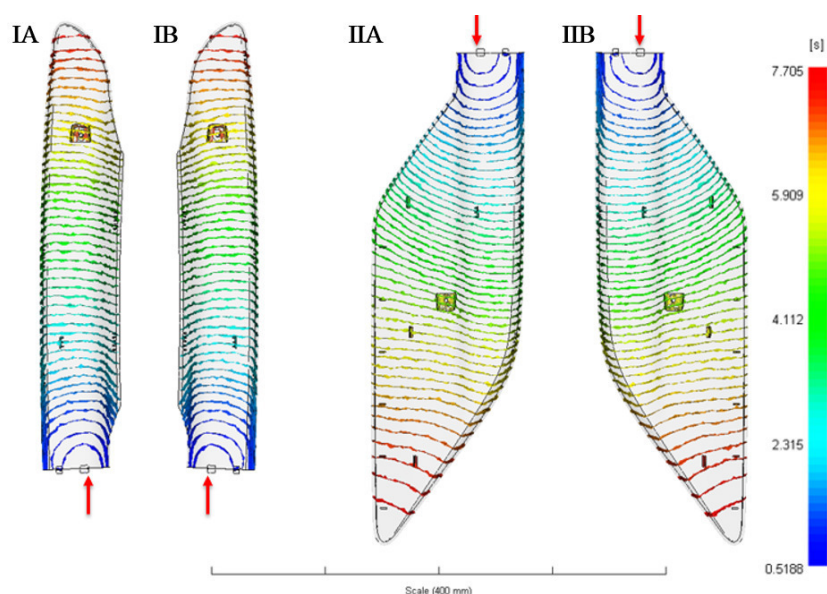 IA
IB
IIA
IIB
[s]
7.705
5.909
4.112
2.315
0.5188
Scale (400 mm)